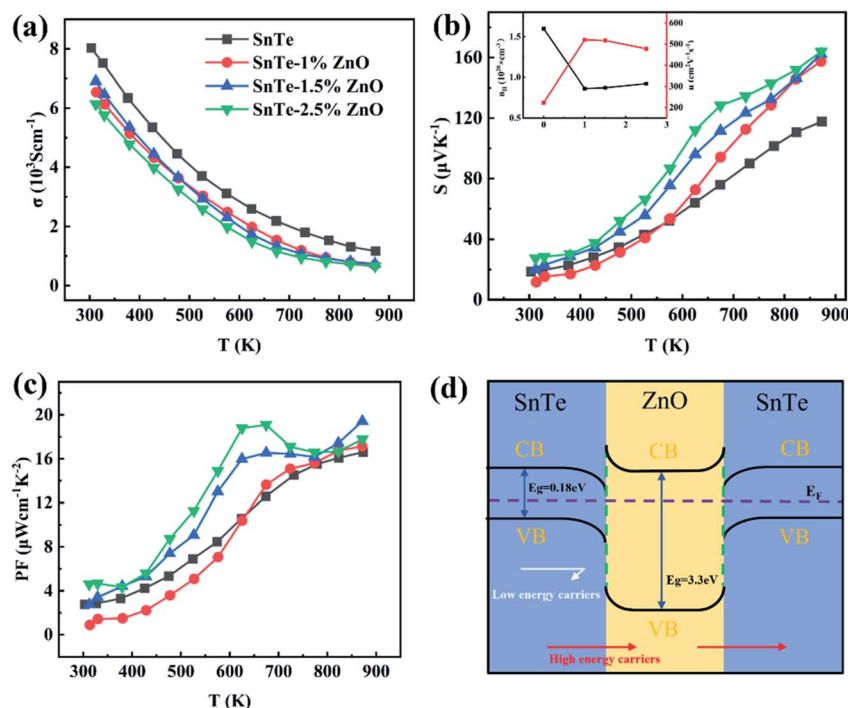 (a)
SnTe
SnTe-1% ZnO
SnTe-1.5% ZnO
SnTe-2.5% ZnO
σ (10³Scm⁻¹)
8
6
4
2
0
300 400 500 600 700 800 900
T (K)
(b)
S (μVK⁻¹)
160
120
80
40
0
300 400 500 600 700 800 900
T (K)
n_H (10²⁰×cm⁻³)
1.5
1.0
0.5
0 1 2 3
u (cm²V⁻¹s⁻¹)
600
500
400
300
200
(c)
PF (μWcm⁻¹K⁻²)
20
16
12
8
4
0
300 400 500 600 700 800 900
T (K)
(d)
SnTe ZnO SnTe
CB CB CB
Eg=0.18eV
E_F
VB VB
Eg=3.3eV
Low energy carriers
VB
High energy carriers